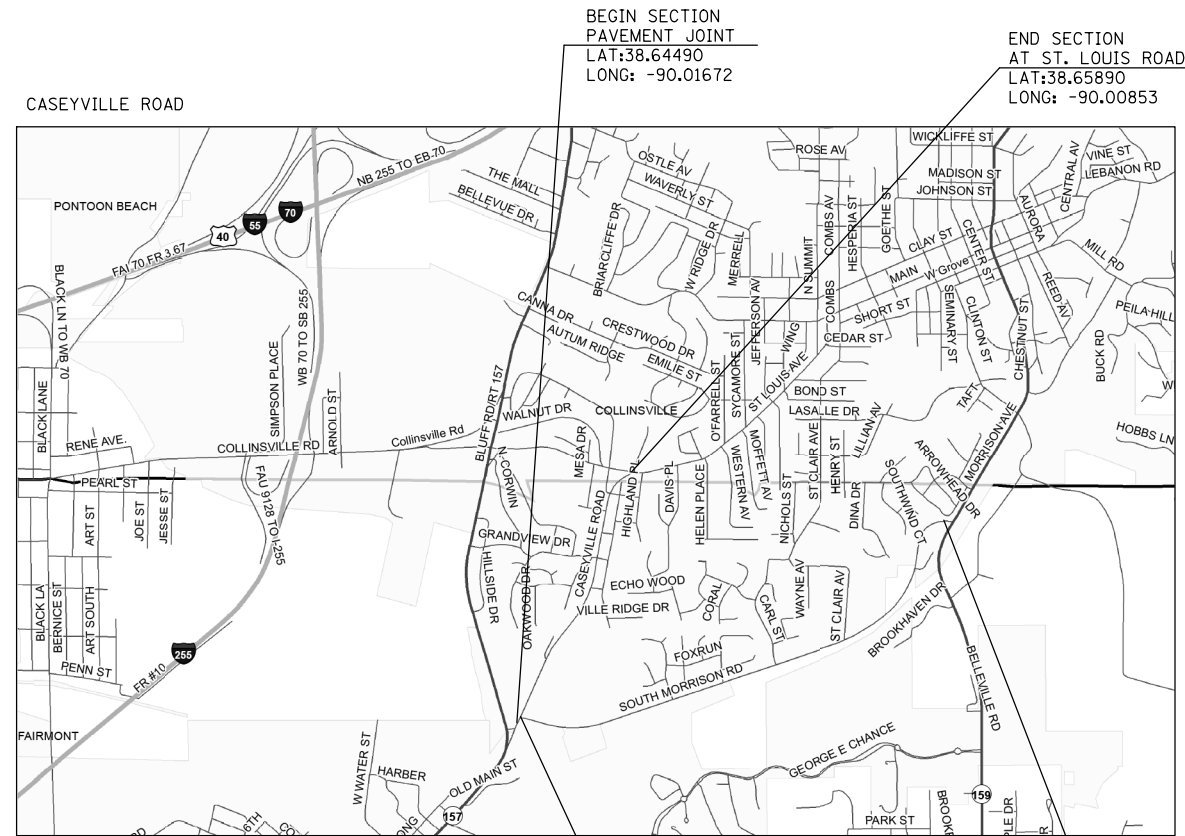 BEGIN SECTION
PAVEMENT JOINT
LAT:38.64490
LONG: -90.01672
END SECTION
AT ST. LOUIS ROAD
LAT:38.65890
LONG: -90.00853
CASEYVILLE ROAD
WICKLIFFE ST
ROSE AV
VINE ST
LEBANON RD
CENTRAL AV
NB 255 TO EB 70
OSTLE AV
WAVERLY ST
THE MALL
BELLEVUE DR
MADISON ST
JOHNSON ST
PONTOON BEACH
40
55
70
FAI 70 FR 3 67
BRIARCLIFFE DR
W RIDGE DR
MERRELL
N SUMMIT
COMBS AV
HESPERIA ST
GOETHE ST
CLAY ST
CENTER ST
AURORA
MAIN
W Grove
MILL RD
REED AV
BLACK LN TO WB 70
WB 70 TO SB 255
CANNA DR
CRESTWOOD DR
AUTUM RIDGE
EMILIE ST
JEFFERSON AV
SYCAMORE ST
O'FARRELL ST
WING
COMBS
SHORT ST
CEDAR ST
SEMINARY ST
CLINTON ST
CHESTNUT ST
PEILA HILL
BUCK RD
SIMPSON PLACE
ARNOLD ST
BLACK LANE
BLUFF RD/RT 157
WALNUT DR
COLLINSVILLE
ST LOUIS AVE
BOND ST
LASALLE DR
LILLIAN AV
TAFT
HOBBS LN
RENE AVE.
COLLINSVILLE RD
Collinsville Rd
N CORWIN
MESA DR
HIGHLAND PL
DAVIS PL
HELEN PLACE
WESTERN AV
MOFFETT AV
NICHOLS ST
ST CLAIR AVE
HENRY ST
DINA DR
SOUTHWIND CT
ARROWHEAD DR
MORRISON AVE
PEARL ST
ART ST
JOE ST
JESSE ST
FAU 9128 TO I-255
GRANDVIEW DR
CASEYVILLE ROAD
HILLSIDE DR
OAKWOOD DR
ECHO WOOD
VILLE RIDGE DR
CORAL
CARL ST
WAYNE AV
ST CLAIR AV
BROOKHAVEN DR
BLACK LA
BERNICE ST
ART SOUTH
PENN ST
255
FR #10
FOXRUN
SOUTH MORRISON RD
BELLEVILLE RD
FAIRMONT
W WATER ST
HARBER
OLD MAIN ST
157
GEORGE E CHANCE
159
PARK ST
6TH